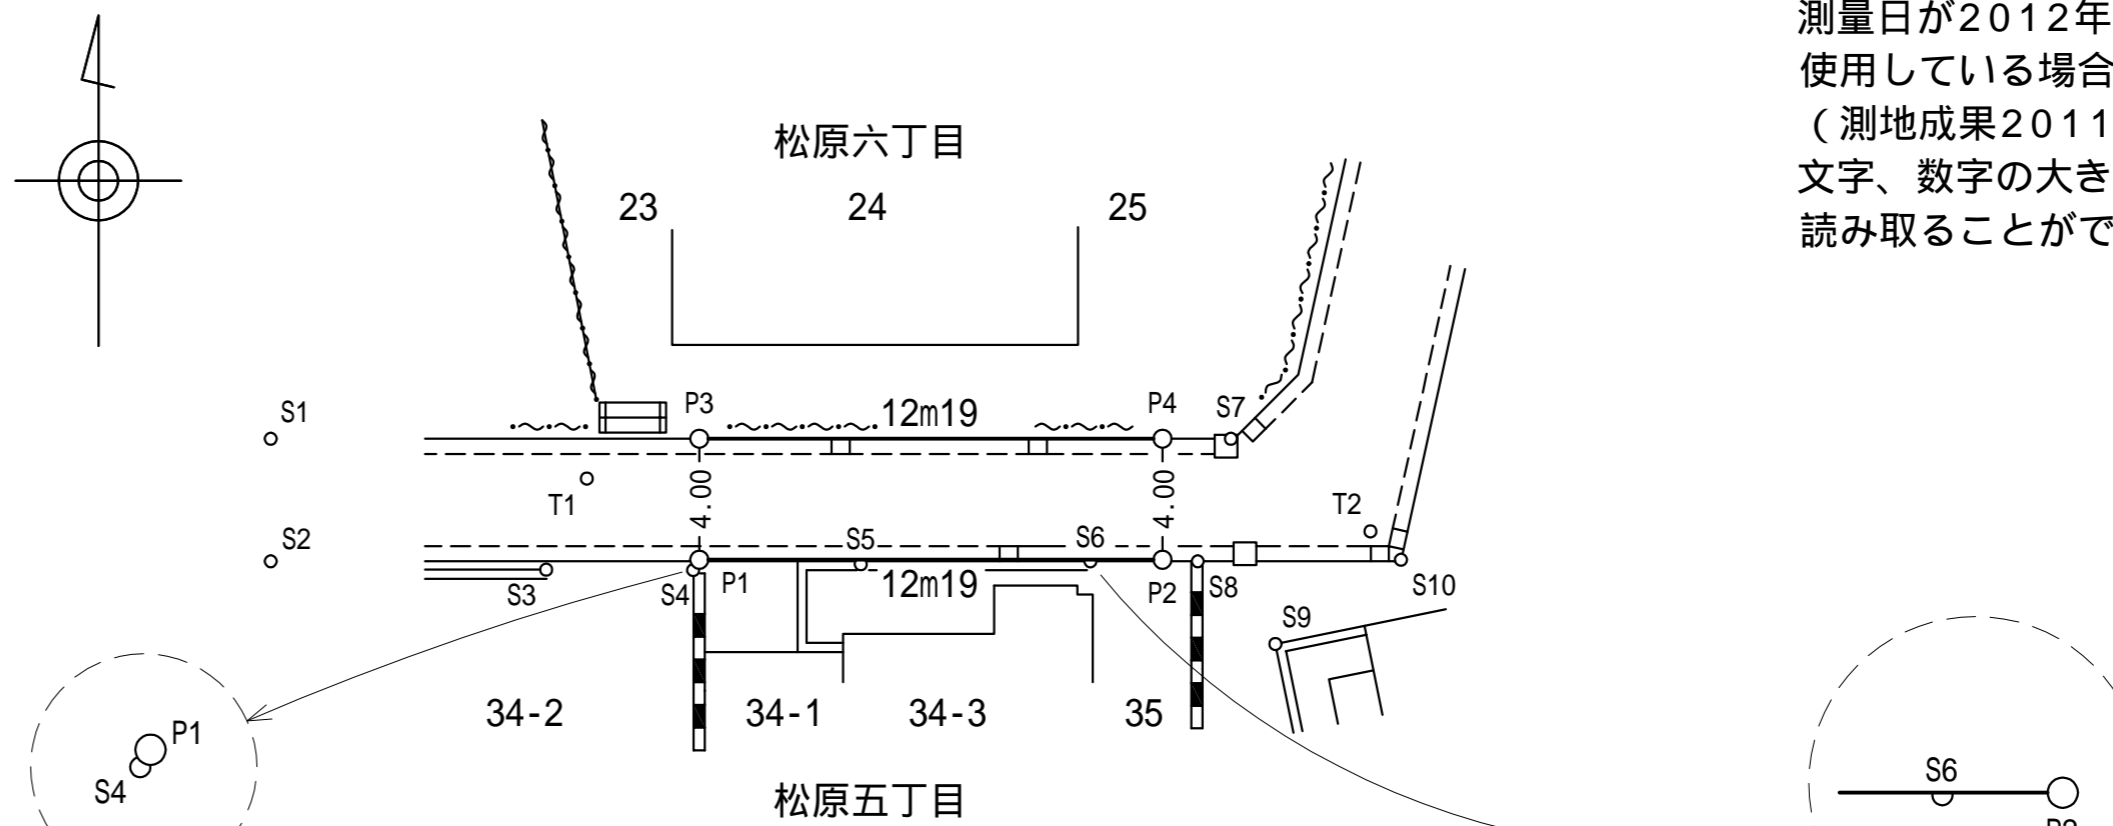 測量日が2012年
使用している場合
（測地成果2011
文字、数字の大き
読み取ることがで
松原六丁目
23 24 25
S1 P3 12m19 P4 S7
T1 4.00 4.00 T2
S2 S5 S6
S3 S4 P1 12m19 P2 S8 S10
S9
34-2 34-1 34-3 35
P1
S4
松原五丁目
S6